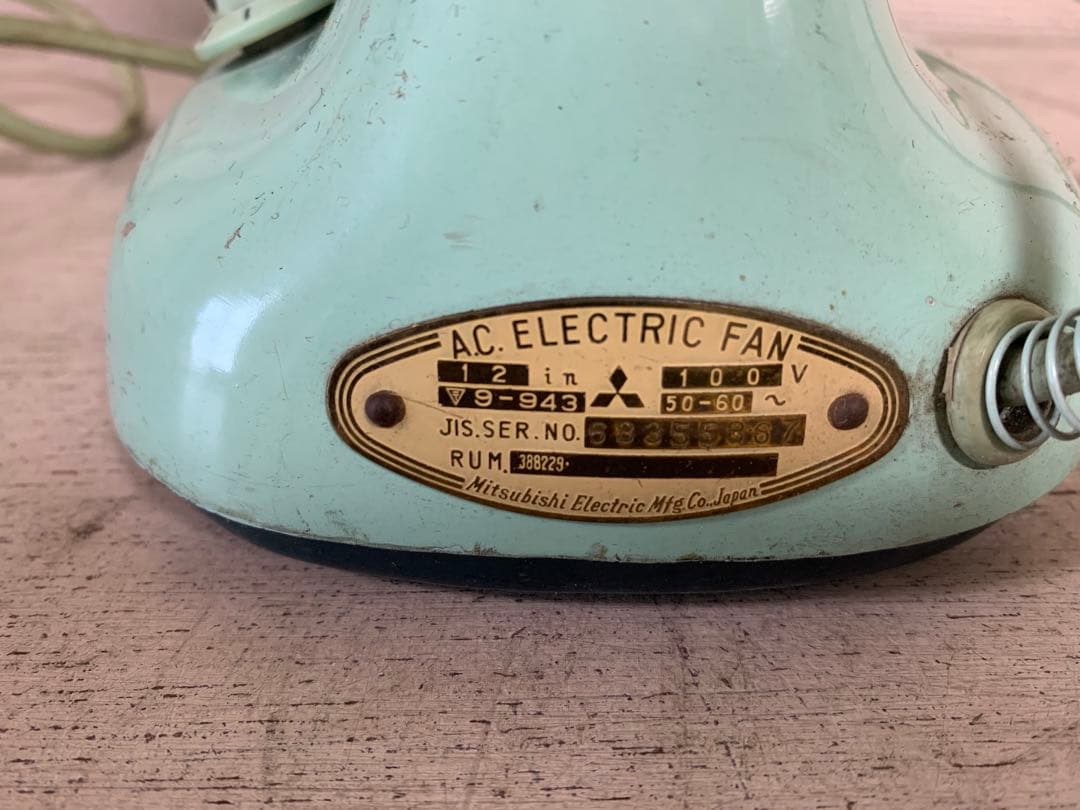 A.C. ELECTRIC FAN
12 in 100 V
9-943 50-60 ~
JIS.SER.NO.
RUM. 388229.
Mitsubishi Electric Mfg.Co.,Japan